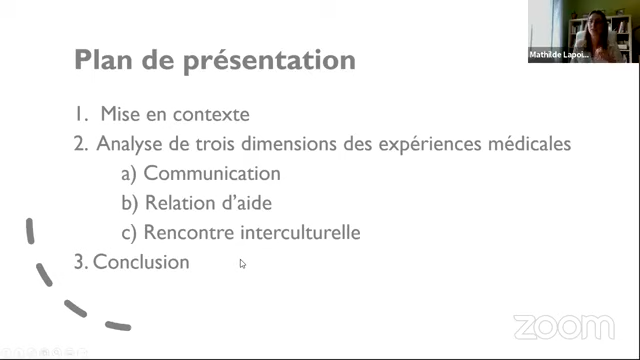 Plan de présentation
Mathilde Lapoi...
1. Mise en contexte
2. Analyse de trois dimensions des expériences médicales
a) Communication
b) Relation d'aide
c) Rencontre interculturelle
3. Conclusion
zoom